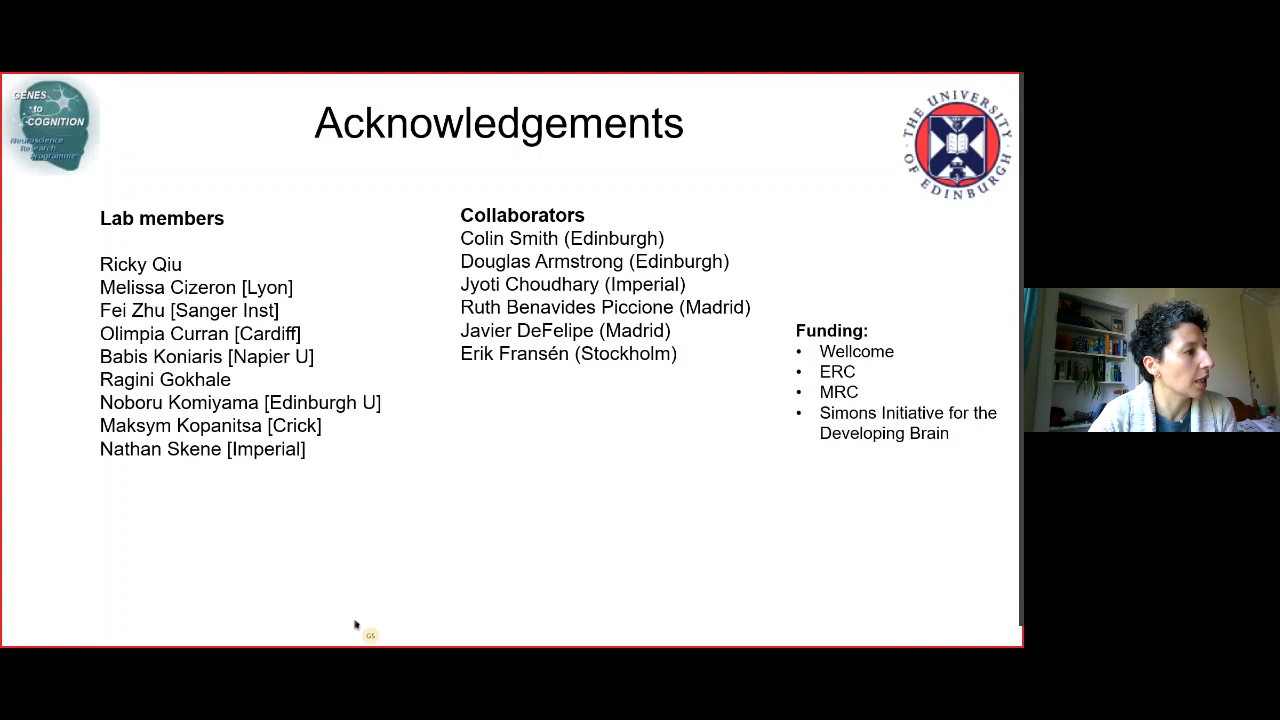 GENES
to
COGNITION
Neuroscience
Research
Programme
Acknowledgements
THE UNIVERSITY
OF EDINBURGH
Lab members
Ricky Qiu
Melissa Cizeron [Lyon]
Fei Zhu [Sanger Inst]
Olimpia Curran [Cardiff]
Babis Koniaris [Napier U]
Ragini Gokhale
Noboru Komiyama [Edinburgh U]
Maksym Kopanitsa [Crick]
Nathan Skene [Imperial]
Collaborators
Colin Smith (Edinburgh)
Douglas Armstrong (Edinburgh)
Jyoti Choudhary (Imperial)
Ruth Benavides Piccione (Madrid)
Javier DeFelipe (Madrid)
Erik Fransén (Stockholm)
Funding:
• Wellcome
• ERC
• MRC
• Simons Initiative for the
Developing Brain
GS